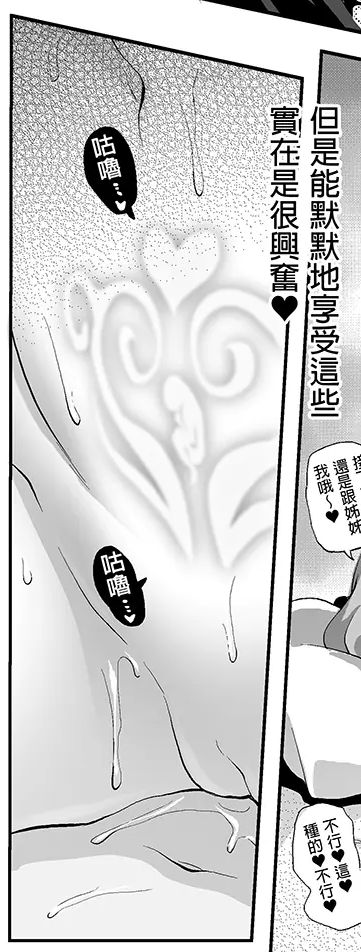 接
還是跟姊姊
我哦～♥
不行♥這
種的♥不行♥
但是能默默地享受這些
實在是很興奮♥
咕嚕…♥
咕嚕…♥